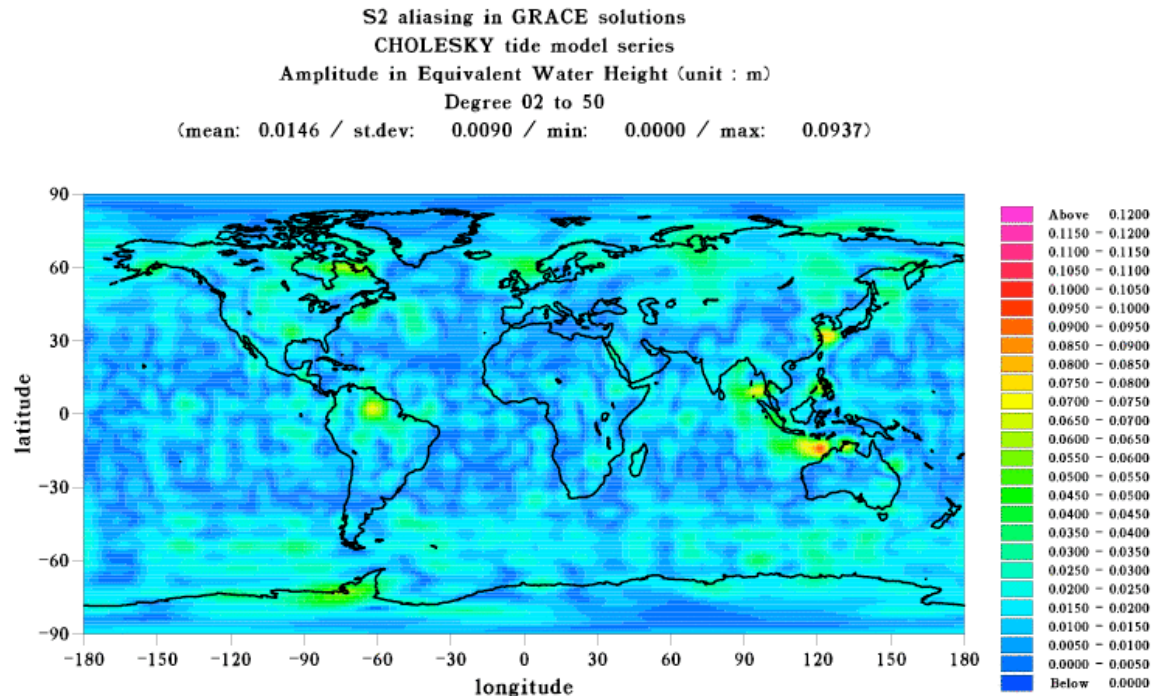 S2 aliasing in GRACE solutions
CHOLESKY tide model series
Amplitude in Equivalent Water Height (unit : m)
Degree 02 to 50
(mean: 0.0146 / st.dev: 0.0090 / min: 0.0000 / max: 0.0937)
90
60
30
0
-30
-60
-90
latitude
-180 -150 -120 -90 -60 -30 0 30 60 90 120 150 180
longitude
Above 0.1200
0.1150 - 0.1200
0.1100 - 0.1150
0.1050 - 0.1100
0.1000 - 0.1050
0.0950 - 0.1000
0.0900 - 0.0950
0.0850 - 0.0900
0.0800 - 0.0850
0.0750 - 0.0800
0.0700 - 0.0750
0.0650 - 0.0700
0.0600 - 0.0650
0.0550 - 0.0600
0.0500 - 0.0550
0.0450 - 0.0500
0.0400 - 0.0450
0.0350 - 0.0400
0.0300 - 0.0350
0.0250 - 0.0300
0.0200 - 0.0250
0.0150 - 0.0200
0.0100 - 0.0150
0.0050 - 0.0100
0.0000 - 0.0050
Below 0.0000